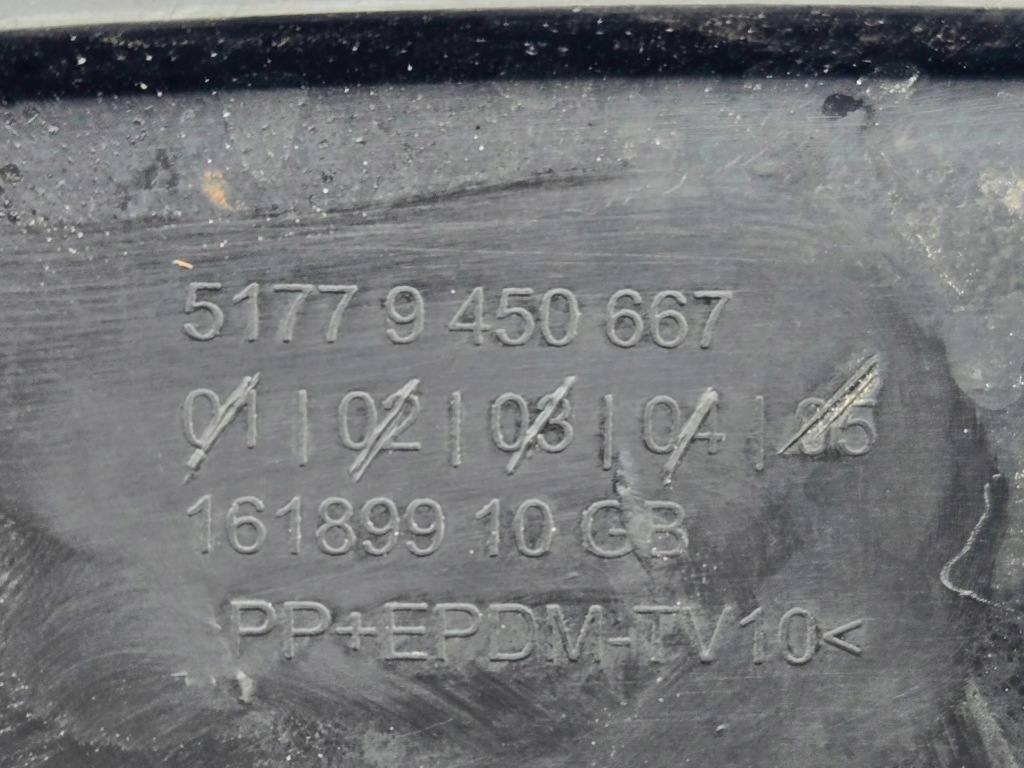 5177 9 450 667
01 | 02 | 03 | 04 | 05
161899 10 GB
PP+EPDM-TV10<